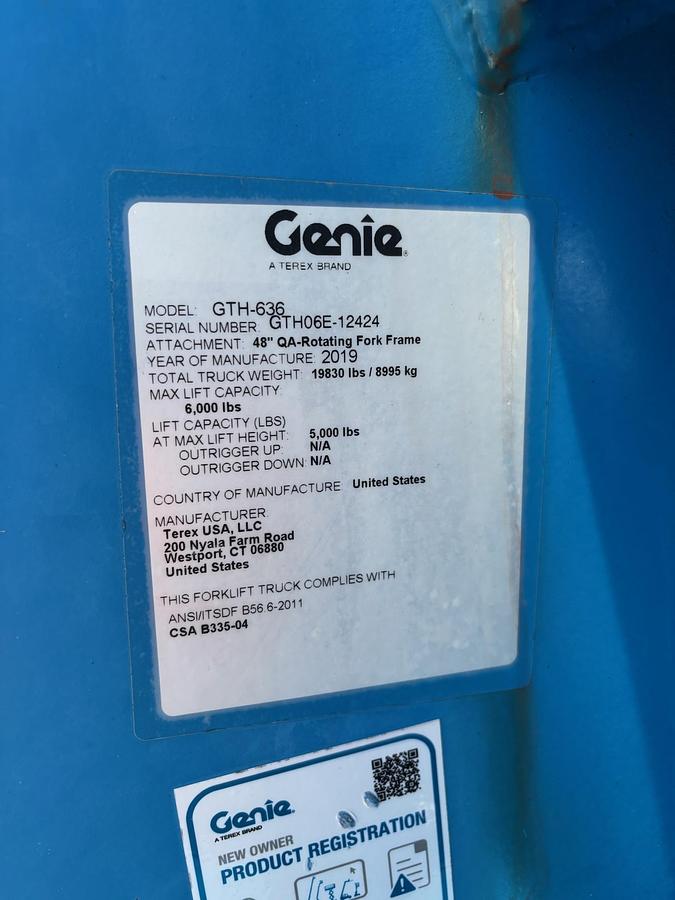 Genie
A TEREX BRAND
MODEL: GTH-636
SERIAL NUMBER: GTH06E-12424
ATTACHMENT: 48" QA-Rotating Fork Frame
YEAR OF MANUFACTURE: 2019
TOTAL TRUCK WEIGHT: 19830 lbs / 8995 kg
MAX LIFT CAPACITY:
6,000 lbs
LIFT CAPACITY (LBS)
AT MAX LIFT HEIGHT: 5,000 lbs
OUTRIGGER UP: N/A
OUTRIGGER DOWN: N/A
COUNTRY OF MANUFACTURE United States
MANUFACTURER:
Terex USA, LLC
200 Nyala Farm Road
Westport, CT 06880
United States
THIS FORKLIFT TRUCK COMPLIES WITH
ANSI/ITSDF B56.6-2011
CSA B335-04
Genie
A TEREX BRAND
NEW OWNER
PRODUCT REGISTRATION